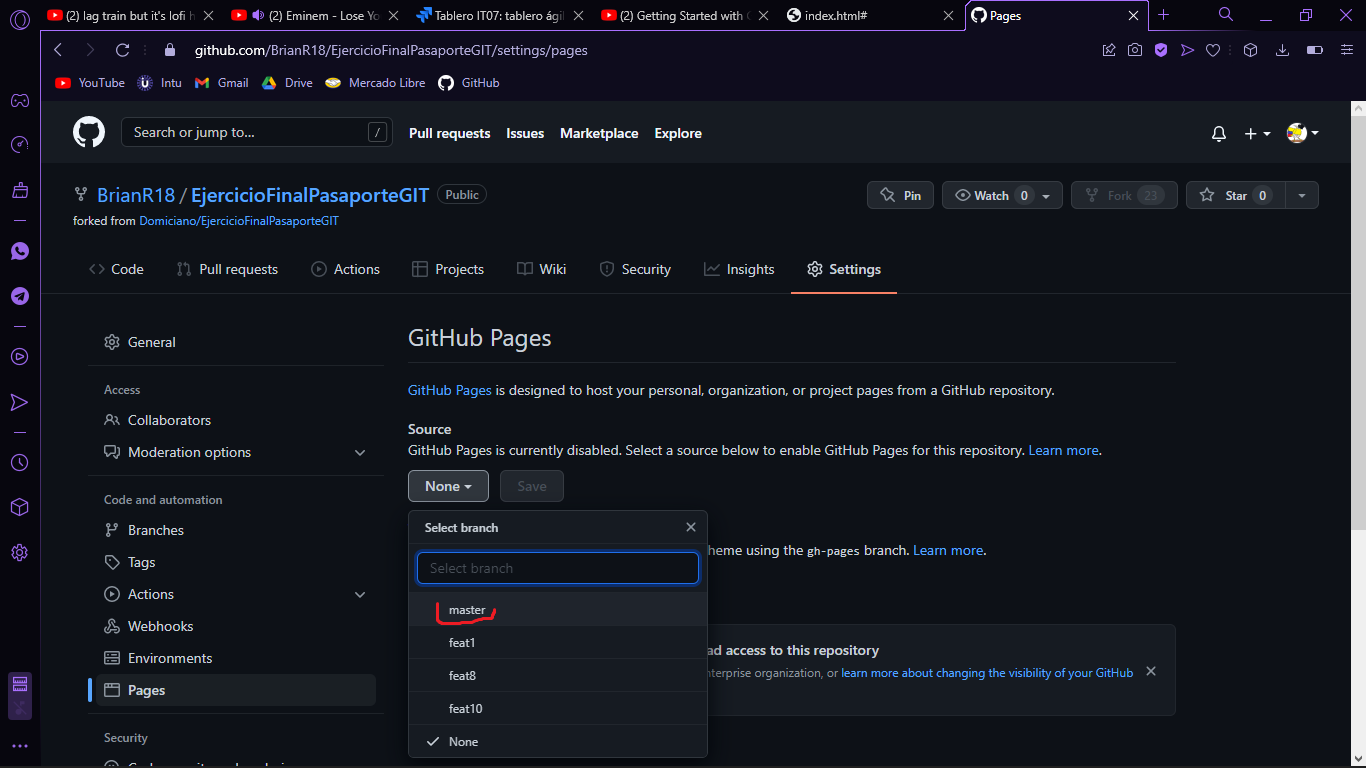 (2) lag train but it's lofi h
(2) Eminem - Lose Yo
Tablero IT07: tablero ági
(2) Getting Started with
index.html#
Pages
github.com/BrianR18/EjercicioFinalPasaporteGIT/settings/pages
YouTube
Intu
Gmail
Drive
Mercado Libre
GitHub
Search or jump to...
/
Pull requests
Issues
Marketplace
Explore
BrianR18 / EjercicioFinalPasaporteGIT
Public
Pin
Watch 0
Fork 23
Star 0
forked from Domiciano/EjercicioFinalPasaporteGIT
Code
Pull requests
Actions
Projects
Wiki
Security
Insights
Settings
General
Access
Collaborators
Moderation options
Code and automation
Branches
Tags
Actions
Webhooks
Environments
Pages
Security
GitHub Pages
GitHub Pages is designed to host your personal, organization, or project pages from a GitHub repository.
Source
GitHub Pages is currently disabled. Select a source below to enable GitHub Pages for this repository. Learn more.
None
Save
Select branch
Select branch
master
feat1
feat8
feat10
None
heme using the gh-pages branch. Learn more.
ad access to this repository
nterprise organization, or learn more about changing the visibility of your GitHub